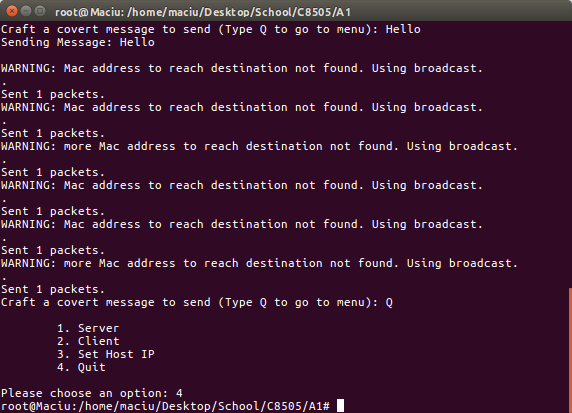 root@Maciu: /home/maciu/Desktop/School/C8505/A1
Craft a covert message to send (Type Q to go to menu): Hello
Sending Message: Hello
WARNING: Mac address to reach destination not found. Using broadcast.
.
Sent 1 packets.
WARNING: Mac address to reach destination not found. Using broadcast.
.
Sent 1 packets.
WARNING: more Mac address to reach destination not found. Using broadcast.
.
Sent 1 packets.
WARNING: Mac address to reach destination not found. Using broadcast.
.
Sent 1 packets.
WARNING: Mac address to reach destination not found. Using broadcast.
.
Sent 1 packets.
WARNING: more Mac address to reach destination not found. Using broadcast.
.
Sent 1 packets.
Craft a covert message to send (Type Q to go to menu): Q
1. Server
2. Client
3. Set Host IP
4. Quit
Please choose an option: 4
root@Maciu:/home/maciu/Desktop/School/C8505/A1#